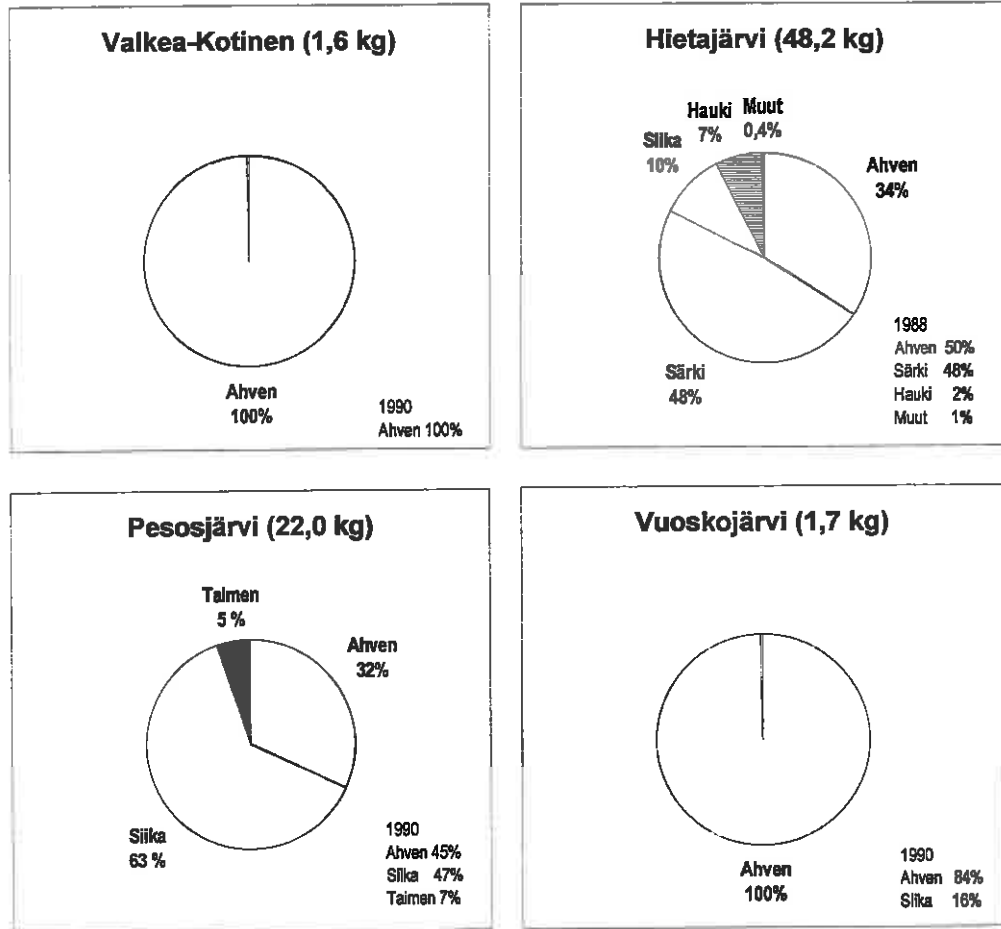 Valkea-Kotinen (1,6 kg)
Ahven
100%
1990
Ahven 100%
Hietajärvi (48,2 kg)
Hauki
7%
Muut
0,4%
Siika
10%
Ahven
34%
Särki
48%
1988
Ahven 50%
Särki 48%
Hauki 2%
Muut 1%
Pesosjärvi (22,0 kg)
Taimen
5 %
Ahven
32%
Siika
63 %
1990
Ahven 45%
Siika 47%
Taimen 7%
Vuoskojärvi (1,7 kg)
Ahven
100%
1990
Ahven 84%
Siika 16%